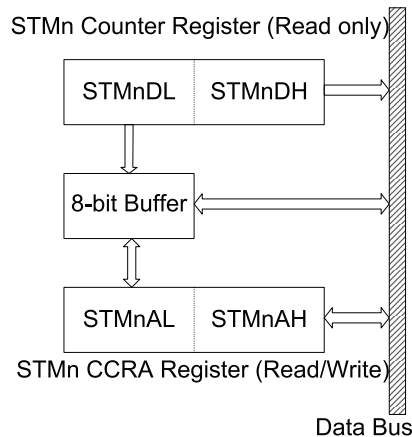 STMn Counter Register (Read only)
STMnDL STMnDH
8-bit Buffer
STMnAL STMnAH
STMn CCRA Register (Read/Write)
Data Bus